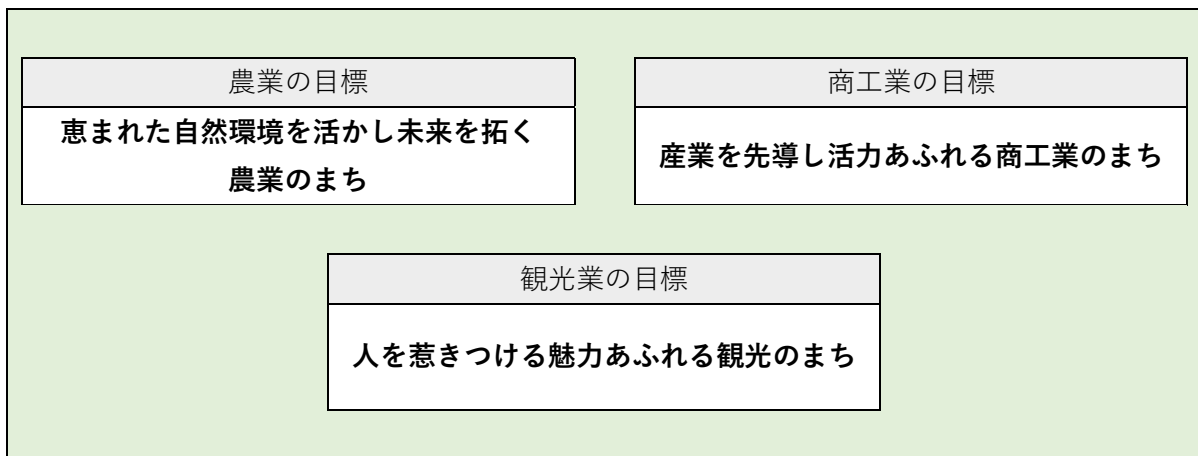 農業の目標
恵まれた自然環境を活かし未来を拓く
農業のまち
商工業の目標
産業を先導し活力あふれる商工業のまち
観光業の目標
人を惹きつける魅力あふれる観光のまち